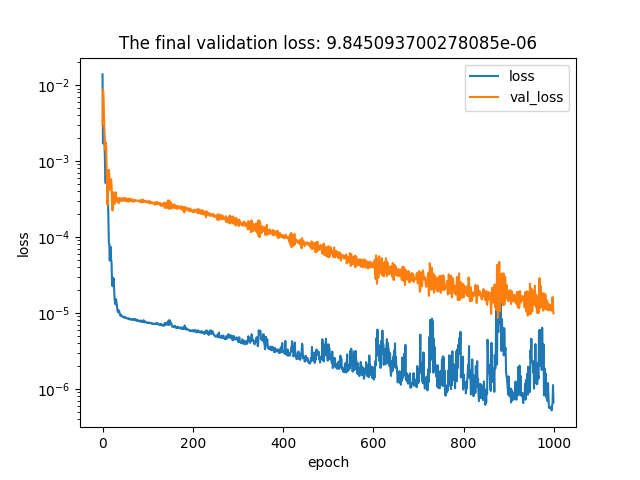 The final validation loss: 9.845093700278085e-06
loss
val_loss
10⁻²
10⁻³
10⁻⁴
10⁻⁵
10⁻⁶
loss
0 200 400 600 800 1000
epoch